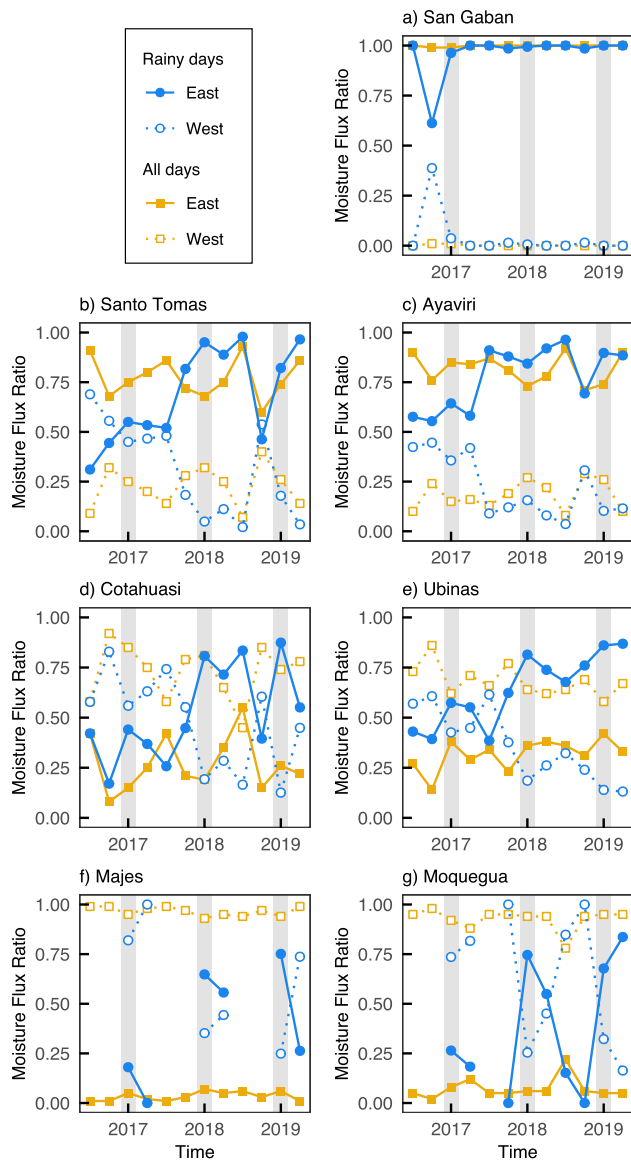 a) San Gaban
Rainy days
East
West
All days
East
West
Moisture Flux Ratio
1.00
0.75
0.50
0.25
0.00
2017 2018 2019
b) Santo Tomas
Moisture Flux Ratio
1.00
0.75
0.50
0.25
0.00
2017 2018 2019
c) Ayaviri
Moisture Flux Ratio
1.00
0.75
0.50
0.25
0.00
2017 2018 2019
d) Cotahuasi
Moisture Flux Ratio
1.00
0.75
0.50
0.25
0.00
2017 2018 2019
e) Ubinas
Moisture Flux Ratio
1.00
0.75
0.50
0.25
0.00
2017 2018 2019
f) Majes
Moisture Flux Ratio
1.00
0.75
0.50
0.25
0.00
2017 2018 2019
Time
g) Moquegua
Moisture Flux Ratio
1.00
0.75
0.50
0.25
0.00
2017 2018 2019
Time